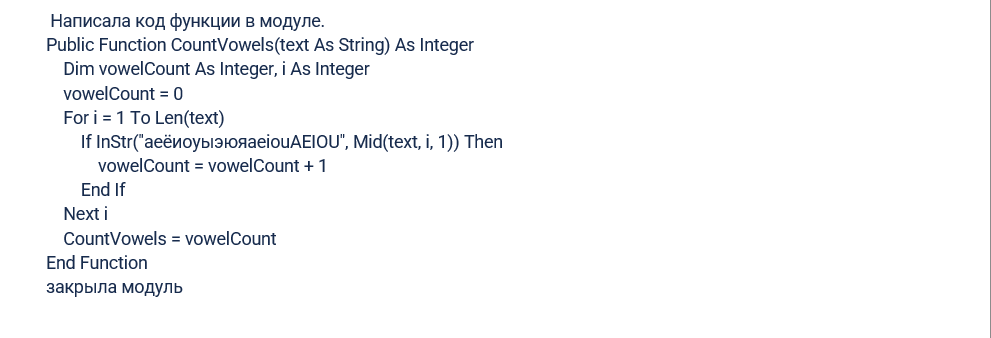 Написала код функции в модуле.
Public Function CountVowels(text As String) As Integer
Dim vowelCount As Integer, i As Integer
vowelCount = 0
For i = 1 To Len(text)
If InStr("аеёиоуыэюяaeiouAEIOU", Mid(text, i, 1)) Then
vowelCount = vowelCount + 1
End If
Next i
CountVowels = vowelCount
End Function
закрыла модуль